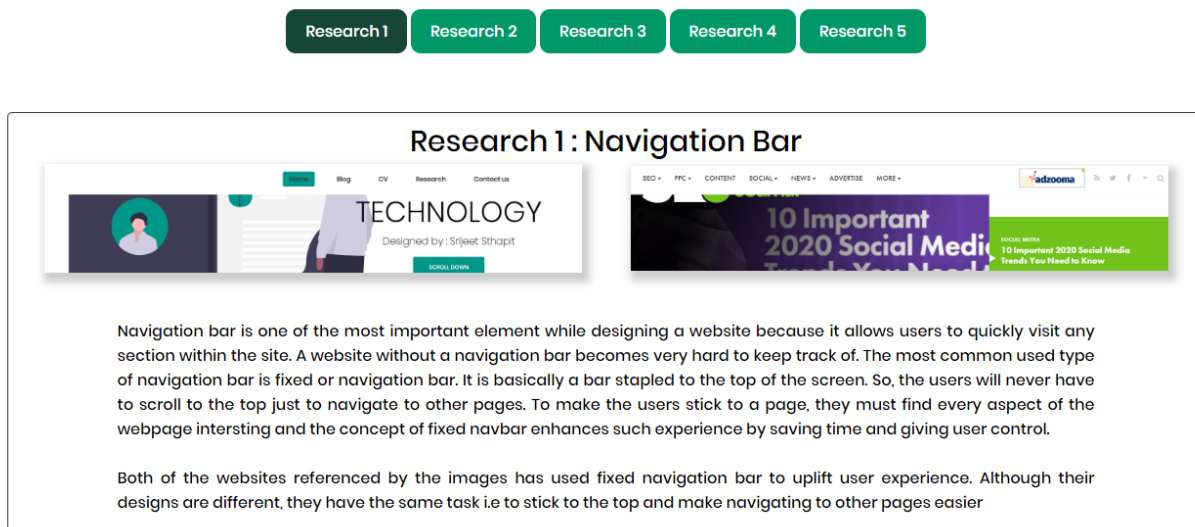 Research 1 Research 2 Research 3 Research 4 Research 5
Research 1 : Navigation Bar
Home Blog CV Research Contact us
TECHNOLOGY
Designed by : Srijeet Sthapit
SCROLL DOWN
SEO PPC CONTENT SOCIAL NEWS ADVERTISE MORE
adzooma
10 Important
2020 Social Medi
Trends You Need t
SOCIAL MEDIA
10 Important 2020 Social Media
Trends You Need to Know
Navigation bar is one of the most important element while designing a website because it allows users to quickly visit any
section within the site. A website without a navigation bar becomes very hard to keep track of. The most common used type
of navigation bar is fixed or navigation bar. It is basically a bar stapled to the top of the screen. So, the users will never have
to scroll to the top just to navigate to other pages. To make the users stick to a page, they must find every aspect of the
webpage intersting and the concept of fixed navbar enhances such experience by saving time and giving user control.
Both of the websites referenced by the images has used fixed navigation bar to uplift user experience. Although their
designs are different, they have the same task i.e to stick to the top and make navigating to other pages easier